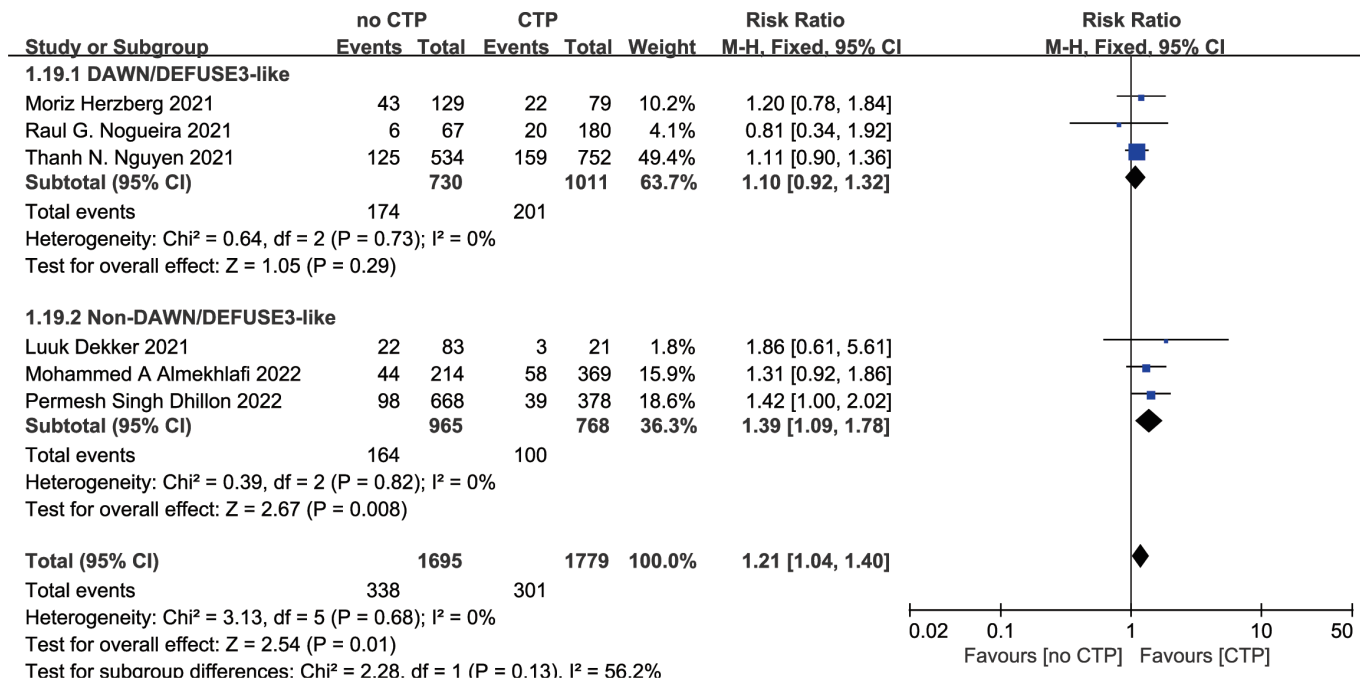 no CTP CTP Risk Ratio Risk Ratio
Study or Subgroup Events Total Events Total Weight M-H, Fixed, 95% CI M-H, Fixed, 95% CI
1.19.1 DAWN/DEFUSE3-like
Moriz Herzberg 2021 43 129 22 79 10.2% 1.20 [0.78, 1.84]
Raul G. Nogueira 2021 6 67 20 180 4.1% 0.81 [0.34, 1.92]
Thanh N. Nguyen 2021 125 534 159 752 49.4% 1.11 [0.90, 1.36]
Subtotal (95% CI) 730 1011 63.7% 1.10 [0.92, 1.32]
Total events 174 201
Heterogeneity: Chi² = 0.64, df = 2 (P = 0.73); I² = 0%
Test for overall effect: Z = 1.05 (P = 0.29)
1.19.2 Non-DAWN/DEFUSE3-like
Luuk Dekker 2021 22 83 3 21 1.8% 1.86 [0.61, 5.61]
Mohammed A Almekhlafi 2022 44 214 58 369 15.9% 1.31 [0.92, 1.86]
Permesh Singh Dhillon 2022 98 668 39 378 18.6% 1.42 [1.00, 2.02]
Subtotal (95% CI) 965 768 36.3% 1.39 [1.09, 1.78]
Total events 164 100
Heterogeneity: Chi² = 0.39, df = 2 (P = 0.82); I² = 0%
Test for overall effect: Z = 2.67 (P = 0.008)
Total (95% CI) 1695 1779 100.0% 1.21 [1.04, 1.40]
Total events 338 301
Heterogeneity: Chi² = 3.13, df = 5 (P = 0.68); I² = 0%
Test for overall effect: Z = 2.54 (P = 0.01)
Test for subgroup differences: Chi² = 2.28, df = 1 (P = 0.13), I² = 56.2%
0.02 0.1 1 10 50
Favours [no CTP] Favours [CTP]